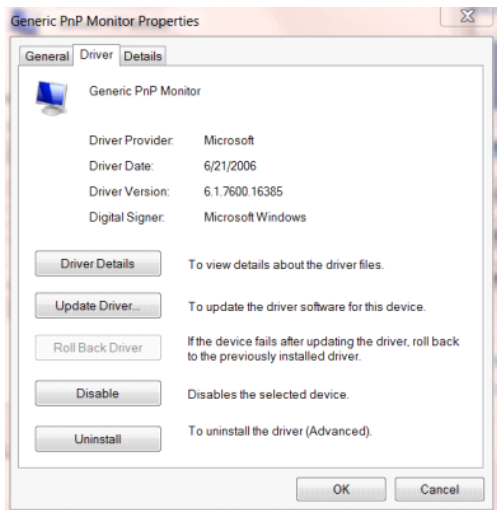 Generic PnP Monitor Properties
General Driver Details
Generic PnP Monitor
Driver Provider: Microsoft
Driver Date: 6/21/2006
Driver Version: 6.1.7600.16385
Digital Signer: Microsoft Windows
Driver Details To view details about the driver files.
Update Driver... To update the driver software for this device.
Roll Back Driver If the device fails after updating the driver, roll back
to the previously installed driver.
Disable Disables the selected device.
Uninstall To uninstall the driver (Advanced).
OK Cancel